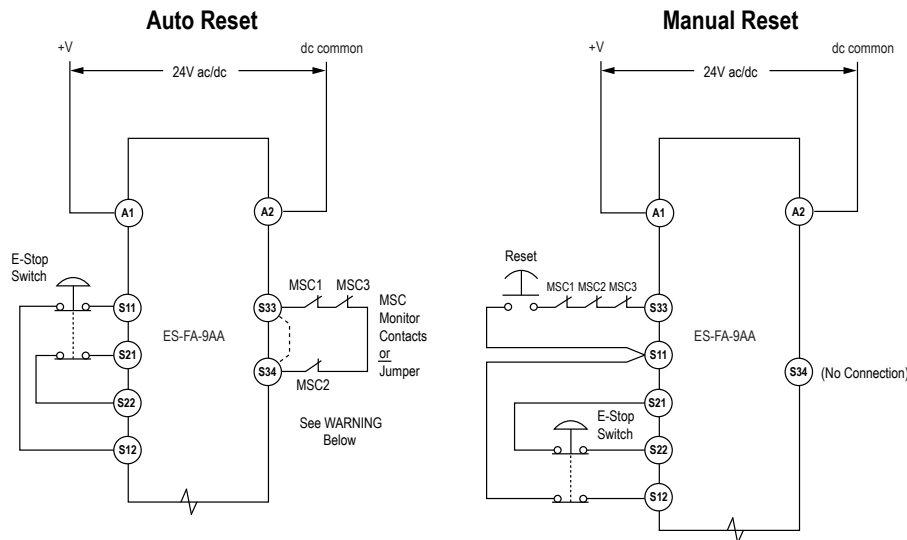 Auto Reset
+V
dc common
24V ac/dc
A1
A2
E-Stop
Switch
S11
S21
S22
S12
ES-FA-9AA
S33
S34
MSC1
MSC3
MSC2
MSC
Monitor
Contacts
or
Jumper
See WARNING
Below
Manual Reset
+V
dc common
24V ac/dc
A1
A2
Reset
MSC1
MSC2
MSC3
S33
S11
ES-FA-9AA
S34
(No Connection)
S21
E-Stop
Switch
S22
S12